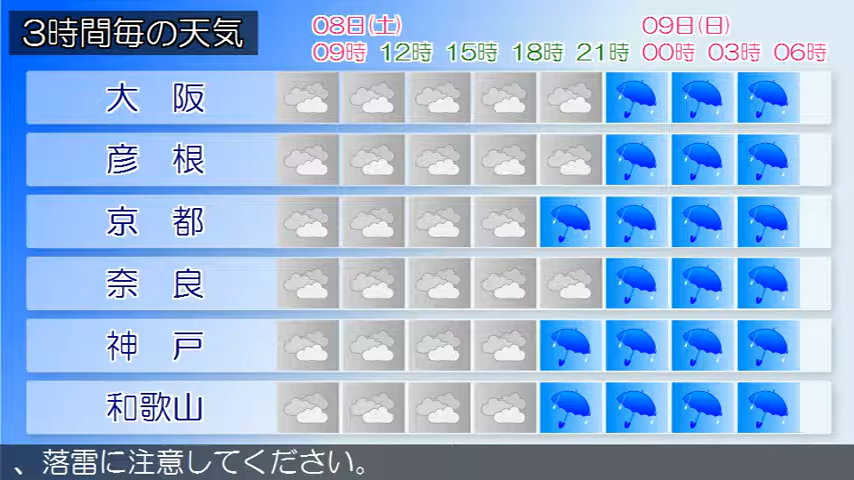 3時間毎の天気
08日(土) 09日(日)
09時 12時 15時 18時 21時 00時 03時 06時
大阪
彦根
京都
奈良
神戸
和歌山
、落雷に注意してください。